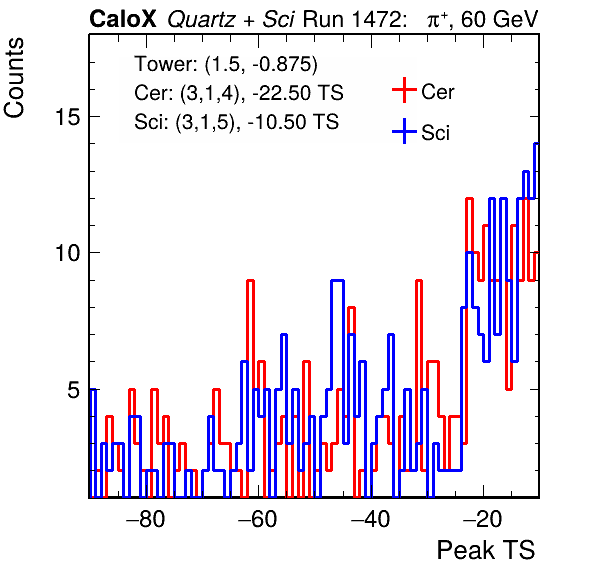 CaloX Quartz + Sci Run 1472: π⁺, 60 GeV
Counts
Tower: (1.5, -0.875)
Cer: (3,1,4), -22.50 TS
Sci: (3,1,5), -10.50 TS
Cer
Sci
15
10
5
−80 −60 −40 −20
Peak TS